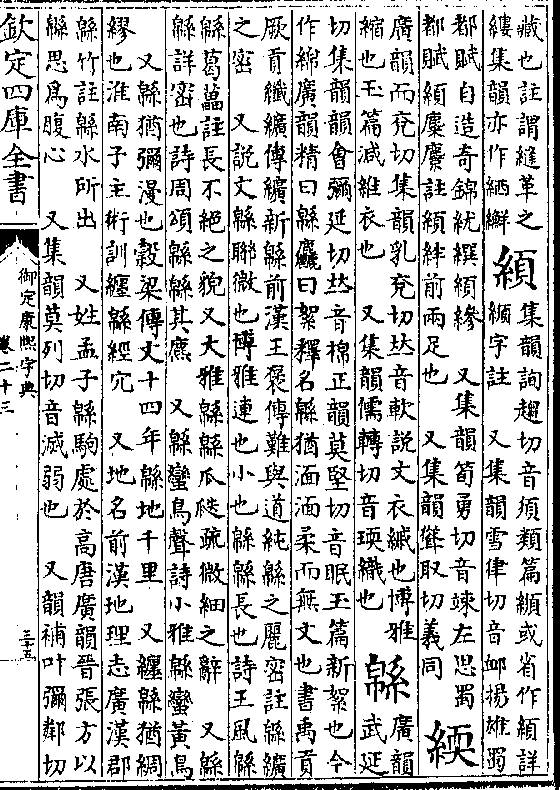 藏也註謂縫革之
縷集韻亦作綇䌌
𦄼
集韻詢趨切音須類篇纈或省作𦄼詳
纈字註　又集韻雪律切音卹揚雄蜀
都賦自造奇錦紌繏𦄼縿　又集韻筍勇切音竦左思蜀
都賦𦄼麋麖註𦄼絆前兩足也　又集韻聳取切義同
緛
廣韻而兗切集韻乳兗切𠀤音軟說文衣縬也博雅
縮也玉篇減縫衣也　又集韻儒轉切音瑌織也
緜
廣韻
武延
切集韻韻會彌延切𠀤音棉正韻莫堅切音眠玉篇新絮也今
作綿廣韻精曰緜麤曰絮釋名緜猶湎湎柔而無文也書禹貢
厥貢纖纊傳纊新緜前漢王褒傳難與道純緜之麗密註緜纊
之密　又說文緜聯微也博雅連也小也緜緜長也詩王風緜
緜葛藟註長不絕之貌又大雅緜緜瓜瓞疏微細之辭　又緜
緜詳密也詩周頌緜緜其麃　又緜蠻鳥聲詩小雅緜蠻黃鳥
又緜猶彌漫也穀梁傳文十四年緜地千里　又纏緜猶綢
繆也淮南子主術訓纏緜經宂　又地名前漢地理志廣漢郡
緜竹註緜水所出　又姓孟子緜駒處於高唐廣韻晉張方以
緜思爲腹心　又集韻莫列切音滅弱也　又韻補叶彌鄰切
欽定四庫全書
御定康熙字典
卷二十三
三十五